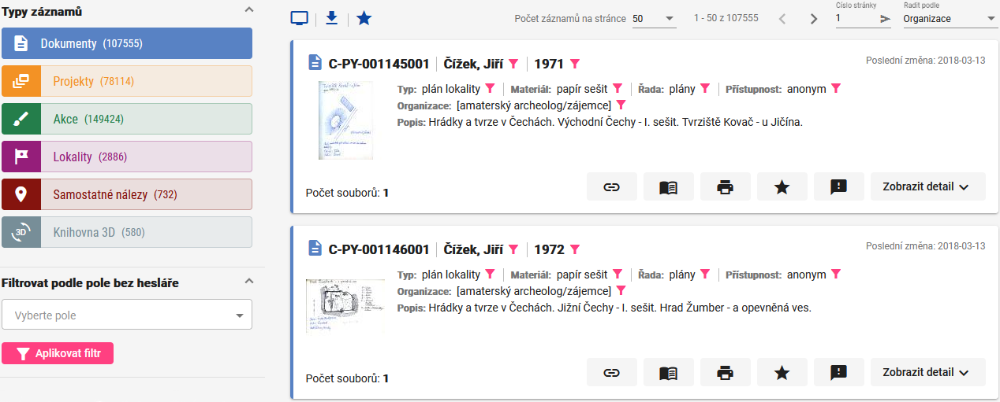 Typy záznamů
Dokumenty (107555)
Projekty (78114)
Akce (149424)
Lokality (2886)
Samostatné nálezy (732)
3D Knihovna 3D (580)
Filtrovat podle pole bez hesláře
Vyberte pole
Aplikovat filtr
Počet záznamů na stránce 50
1 - 50 z 107555
Číslo stránky
1
Radit podle
Organizace
C-PY-001145001 Čížek, Jiří 1971
Poslední změna: 2018-03-13
Typ: plán lokality Materiál: papír sešit Řada: plány Přístupnost: anonym
Organizace: [amaterský archeolog/zájemce]
Popis: Hrádky a tvrze v Čechách. Východní Čechy - I. sešit. Tvrziště Kovač - u Jičína.
Počet souborů: 1
Zobrazit detail
C-PY-001146001 Čížek, Jiří 1972
Poslední změna: 2018-03-13
Typ: plán lokality Materiál: papír sešit Řada: plány Přístupnost: anonym
Organizace: [amaterský archeolog/zájemce]
Popis: Hrádky a tvrze v Čechách. Jižní Čechy - I. sešit. Hrad Žumber - a opevněná ves.
Počet souborů: 1
Zobrazit detail